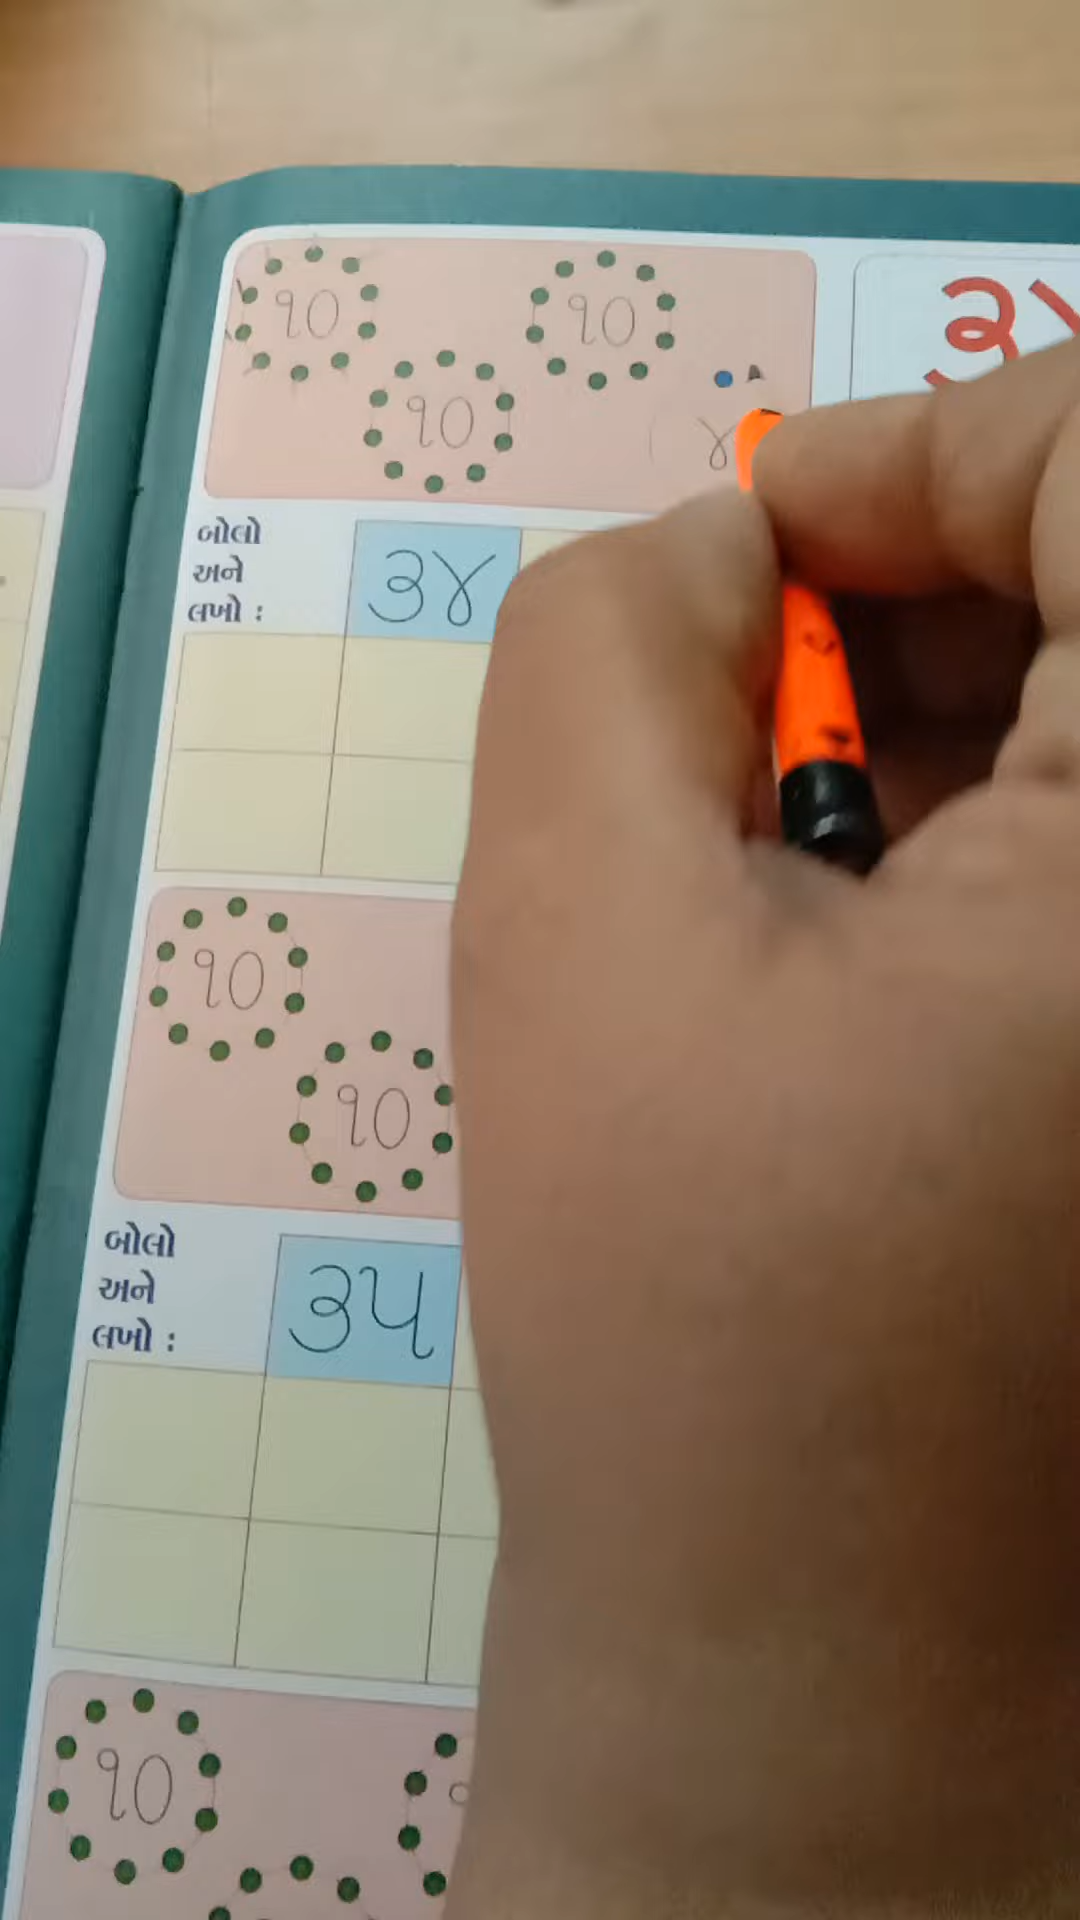 ૧૦ ૧૦
૧૦
૪
બોલો
અને
લખો :
૩૪
૧૦
૧૦
બોલો
અને
લખો :
૩૫
૧૦